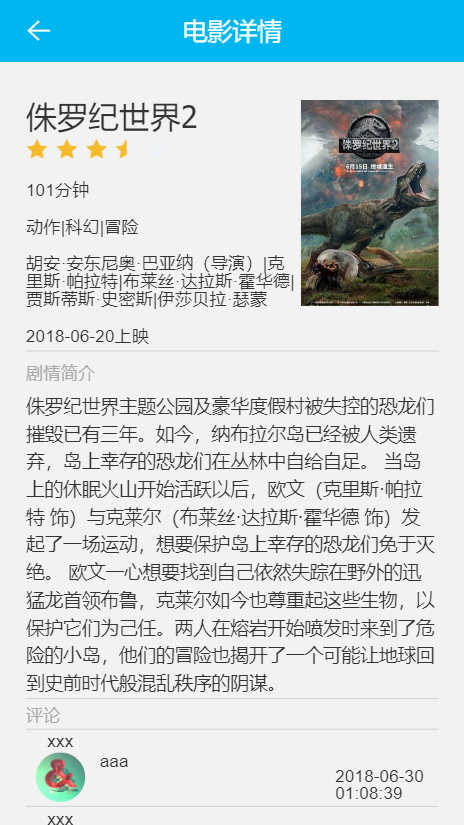 电影详情
侏罗纪世界2
侏罗纪世界2
6月15日 绝境逢生
101分钟
动作|科幻|冒险
胡安·安东尼奥·巴亚纳（导演）|克
里斯·帕拉特|布莱丝·达拉斯·霍华德|
贾斯蒂斯·史密斯|伊莎贝拉·瑟蒙
2018-06-20上映
剧情简介
侏罗纪世界主题公园及豪华度假村被失控的恐龙们
摧毁已有三年。如今，纳布拉尔岛已经被人类遗
弃，岛上幸存的恐龙们在丛林中自给自足。 当岛
上的休眠火山开始活跃以后，欧文（克里斯·帕拉
特 饰）与克莱尔（布莱丝·达拉斯·霍华德 饰）发
起了一场运动，想要保护岛上幸存的恐龙们免于灭
绝。 欧文一心想要找到自己依然失踪在野外的迅
猛龙首领布鲁，克莱尔如今也尊重起这些生物，以
保护它们为己任。两人在熔岩开始喷发时来到了危
险的小岛，他们的冒险也揭开了一个可能让地球回
到史前时代般混乱秩序的阴谋。
评论
xxx
aaa
2018-06-30
01:08:39
xxx